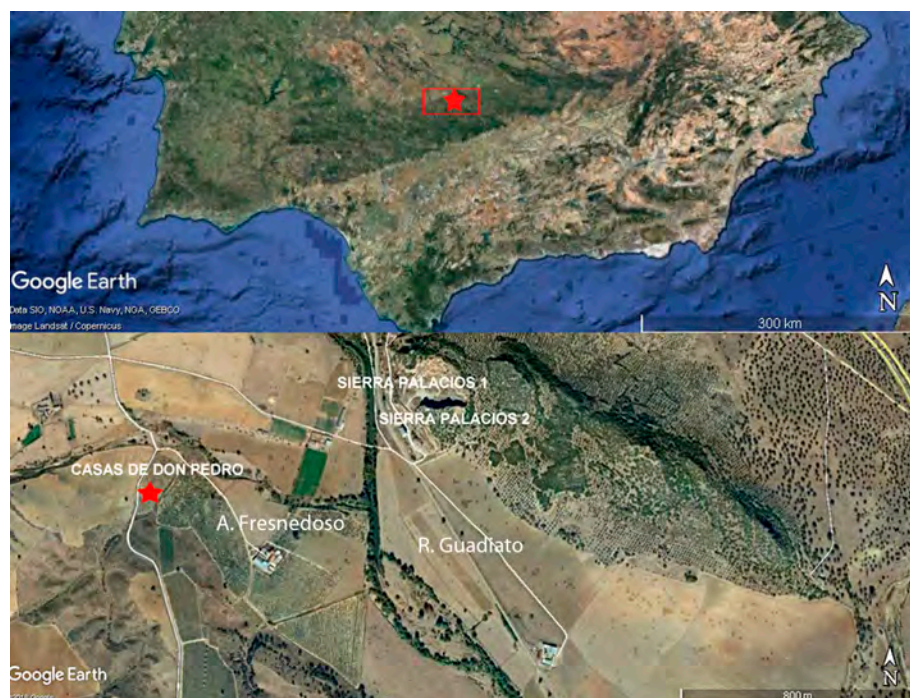 Google Earth
Data SIO, NOAA, U.S. Navy, NGA, GEBCO
Image Landsat / Copernicus
N
300 km
SIERRA PALACIOS 1
SIERRA PALACIOS 2
CASAS DE DON PEDRO
A. Fresnedoso
R. Guadiato
Google Earth
N
800 m